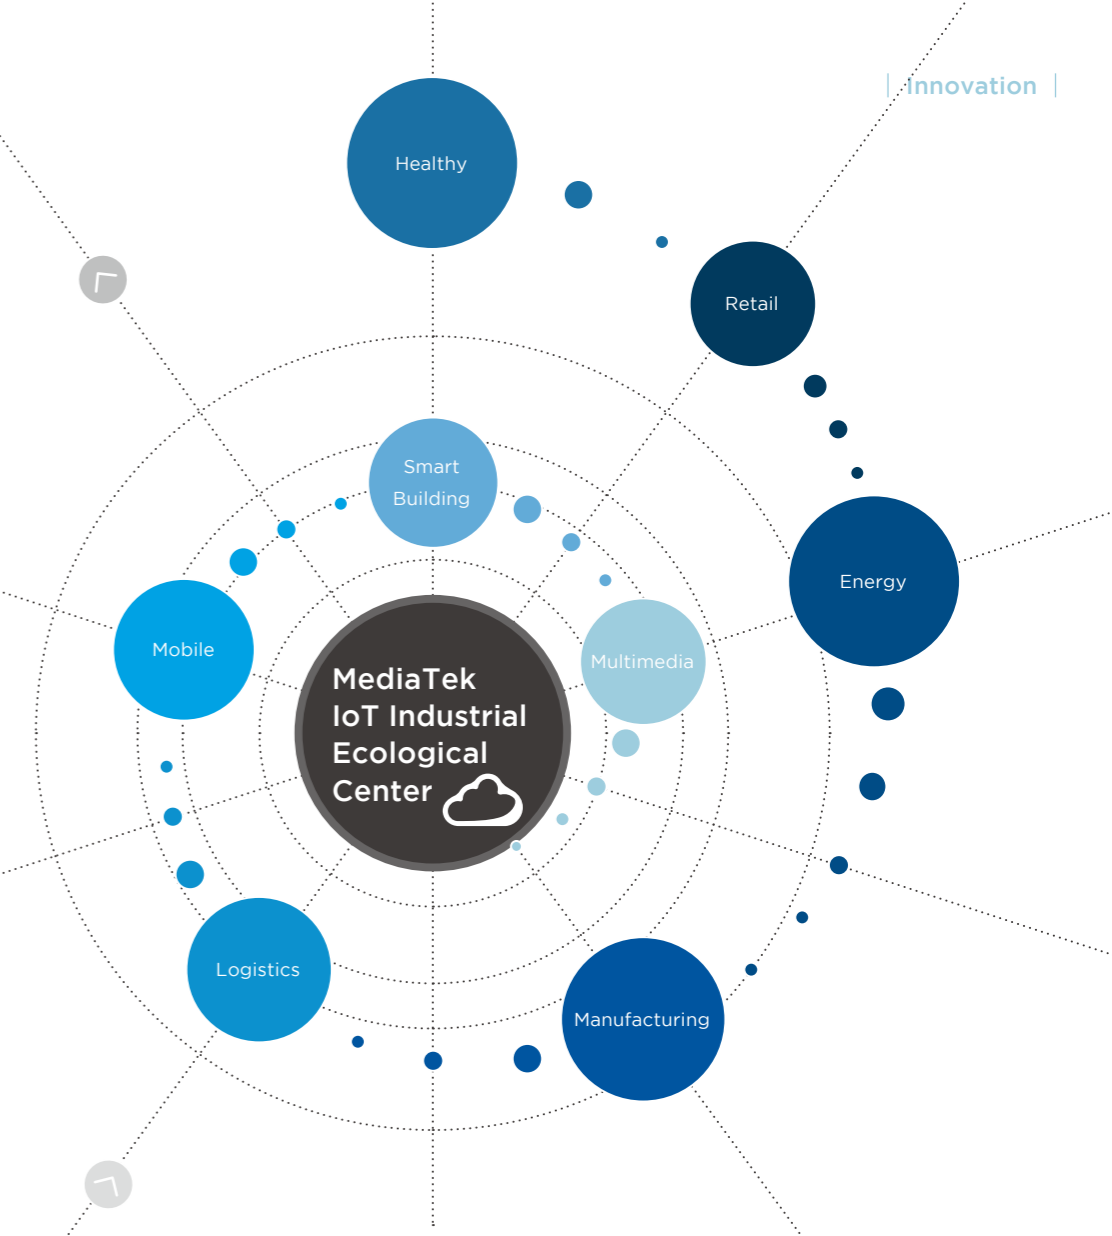 | Innovation |
Healthy
Retail
Smart
Building
Energy
Mobile
Multimedia
MediaTek
IoT Industrial
Ecological
Center
Logistics
Manufacturing